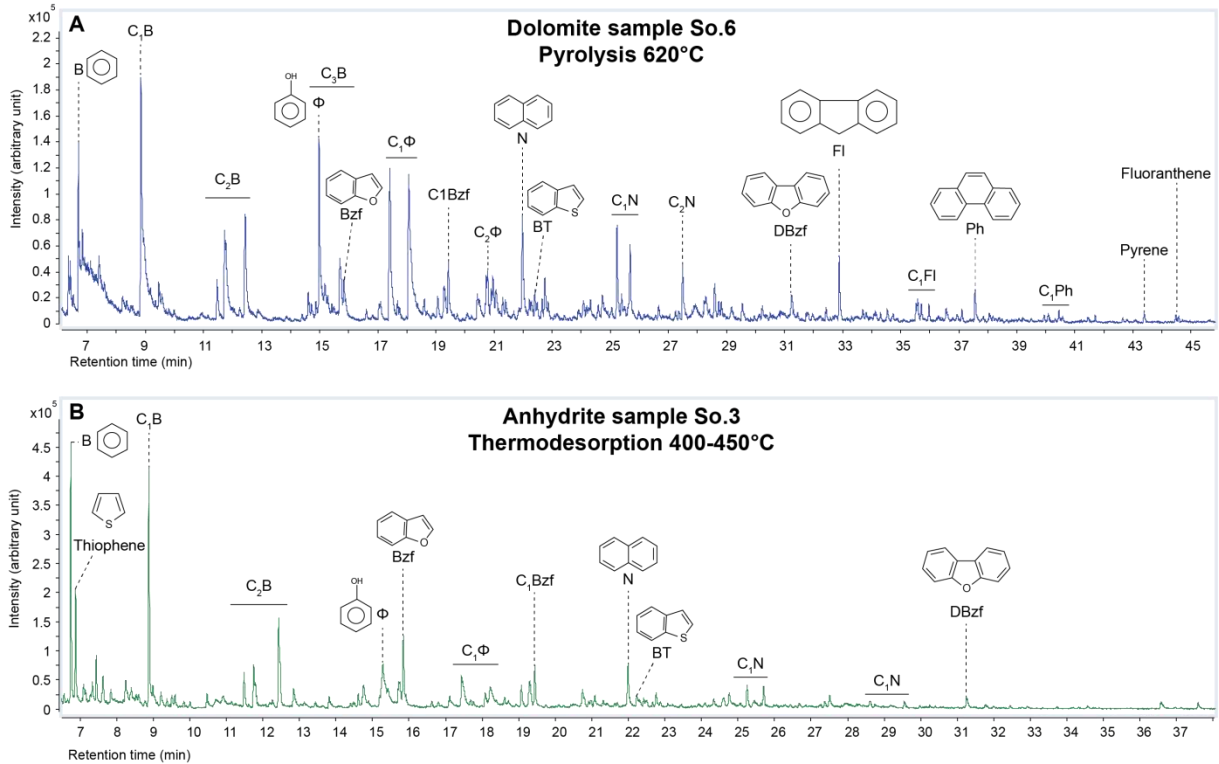 A
Dolomite sample So.6
Pyrolysis 620°C
x10⁵
2.2
2
1.8
1.6
1.4
1.2
1
0.8
0.6
0.4
0.2
0
Intensity (arbitrary unit)
B
C₁B
C₂B
OH
Φ
C₃B
Bzf
O
C₁Φ
C1Bzf
C₂Φ
N
BT
S
C₁N
C₂N
DBzf
O
Fl
C₁Fl
Ph
C₁Ph
Pyrene
Fluoranthene
7 9 11 13 15 17 19 21 23 25 27 29 31 33 35 37 39 41 43 45
Retention time (min)
B
Anhydrite sample So.3
Thermodesorption 400-450°C
x10⁵
4.5
4
3.5
3
2.5
2
1.5
1
0.5
0
Intensity (arbitrary unit)
B
S
Thiophene
C₁B
C₂B
OH
Φ
O
Bzf
C₁Φ
C₁Bzf
N
S
BT
C₁N
C₁N
O
DBzf
7 8 9 10 11 12 13 14 15 16 17 18 19 20 21 22 23 24 25 26 27 28 29 30 31 32 33 34 35 36 37
Retention time (min)